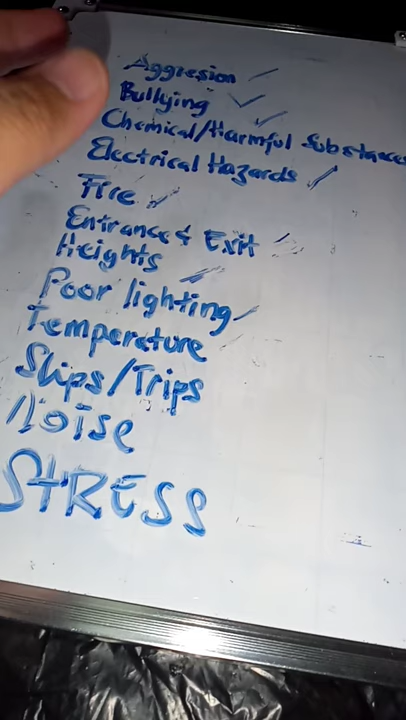 Aggresion
Bullying
Chemical/Harmful Substances
Electrical Hazards
Fire
Entrance & Exit
Heights
Poor lighting
Temperature
Slips/Trips
Noise
STRESS